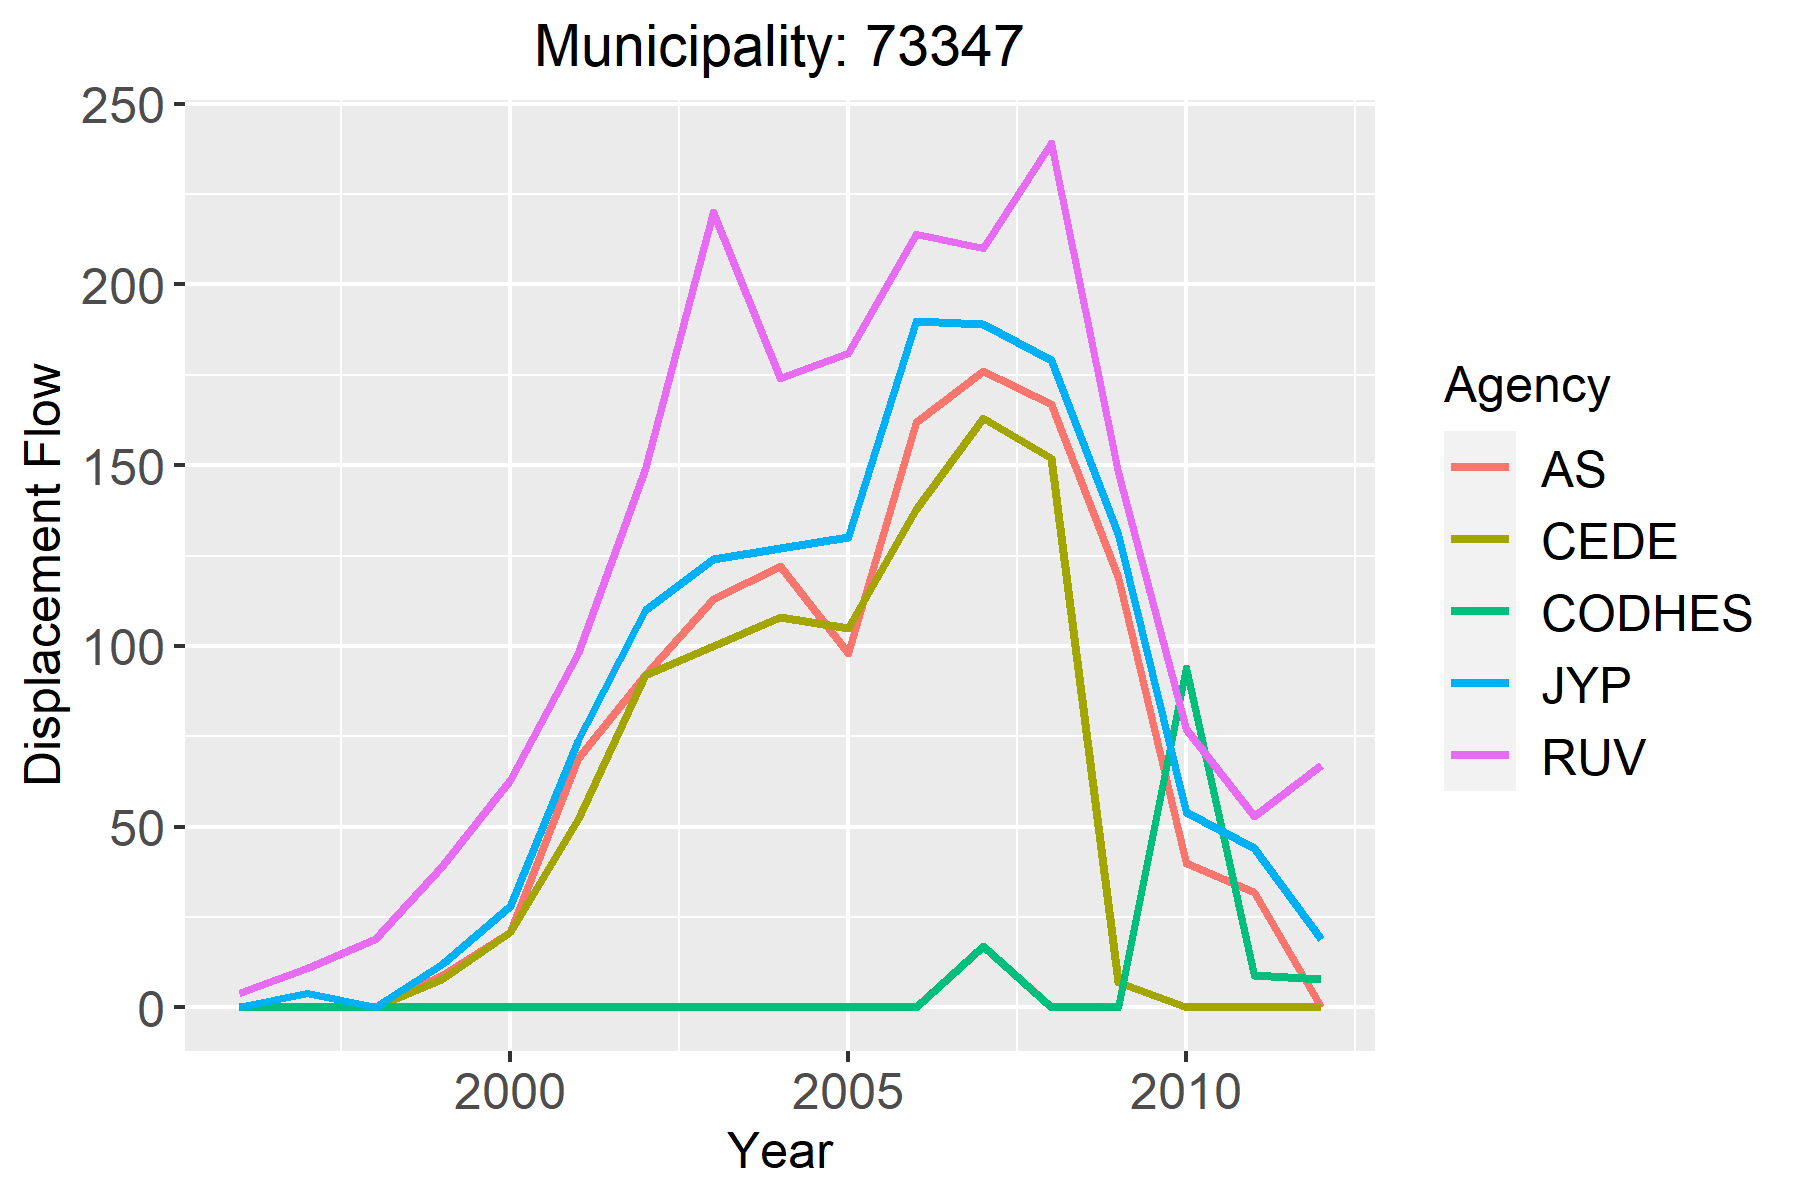 Municipality: 73347
250
200
150
100
50
0
Displacement Flow
2000 2005 2010
Year
Agency
AS
CEDE
CODHES
JYP
RUV